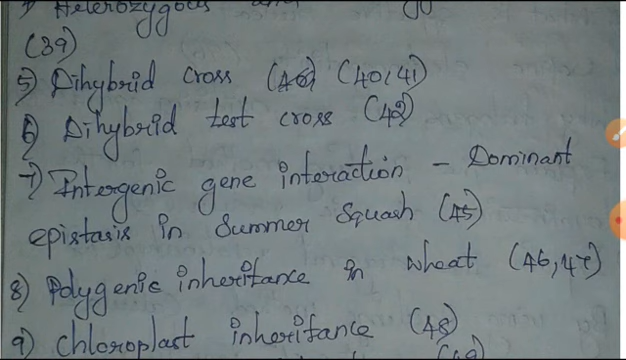 Heterozygous
(39)
5) Dihybrid cross (40,41)
6) Dihybrid test cross (42)
7) Intergenic gene interaction - Dominant
epistasis in Summer Squash (45)
8) Polygenic inheritance in wheat (46,47)
9) Chloroplast inheritance (48)